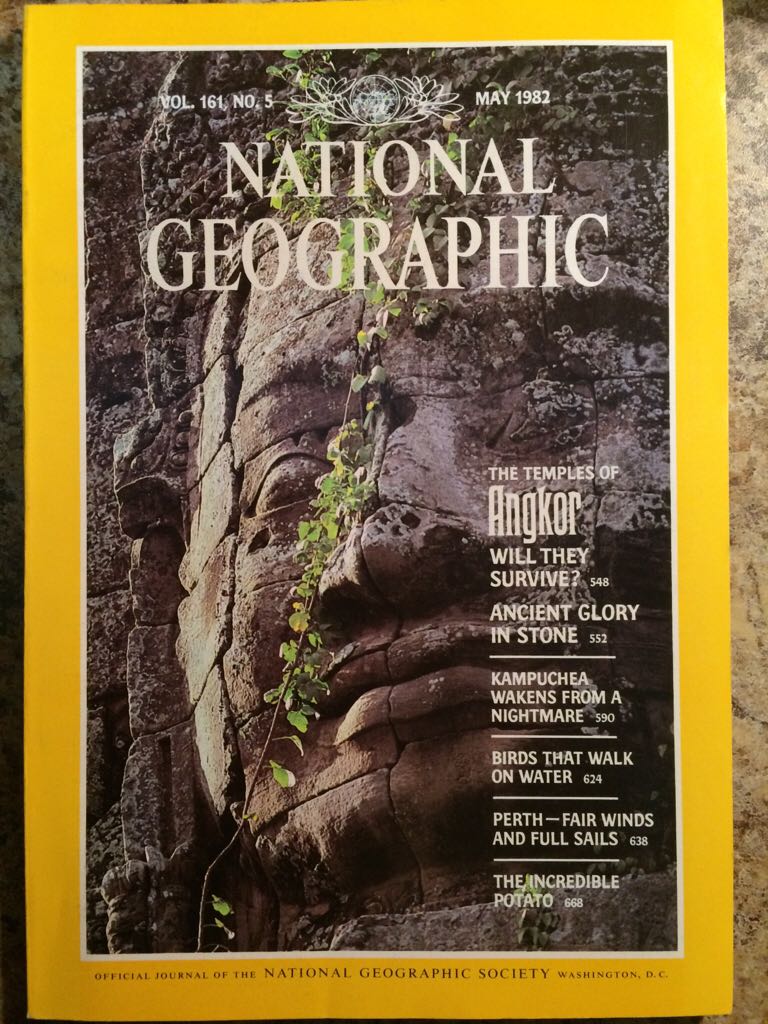 VOL. 161, NO. 5
MAY 1982
NATIONAL
GEOGRAPHIC
THE TEMPLES OF
Angkor
WILL THEY
SURVIVE? 548
ANCIENT GLORY
IN STONE 552
KAMPUCHEA
WAKENS FROM A
NIGHTMARE 590
BIRDS THAT WALK
ON WATER 624
PERTH—FAIR WINDS
AND FULL SAILS 638
THE INCREDIBLE
POTATO 668
OFFICIAL JOURNAL OF THE NATIONAL GEOGRAPHIC SOCIETY WASHINGTON, D.C.